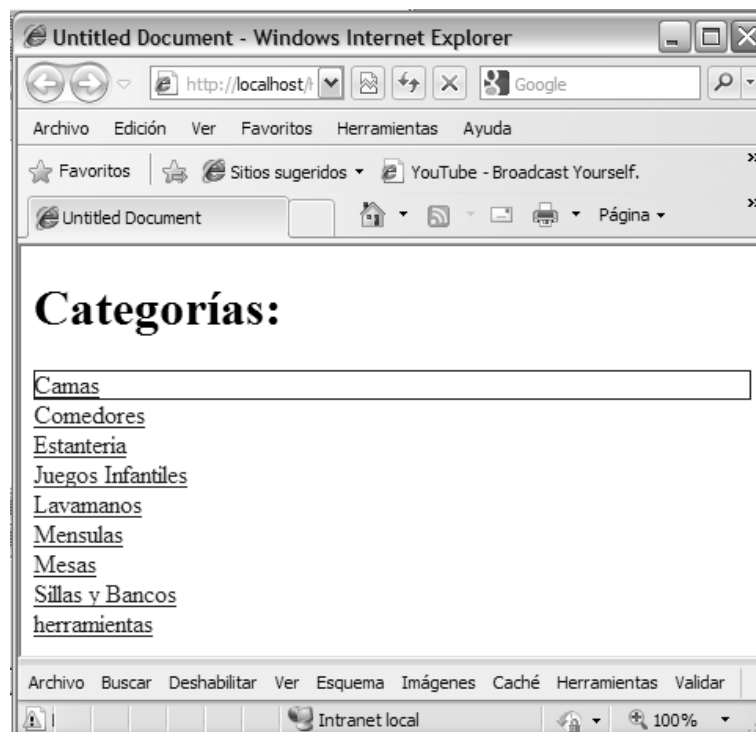 Untitled Document - Windows Internet Explorer
http://localhost/ Google
Archivo Edición Ver Favoritos Herramientas Ayuda
Favoritos Sitios sugeridos YouTube - Broadcast Yourself. »
Untitled Document Página »
Categorías:
Camas
Comedores
Estanteria
Juegos Infantiles
Lavamanos
Mensulas
Mesas
Sillas y Bancos
herramientas
Archivo Buscar Deshabilitar Ver Esquema Imágenes Caché Herramientas Validar
Intranet local 100%